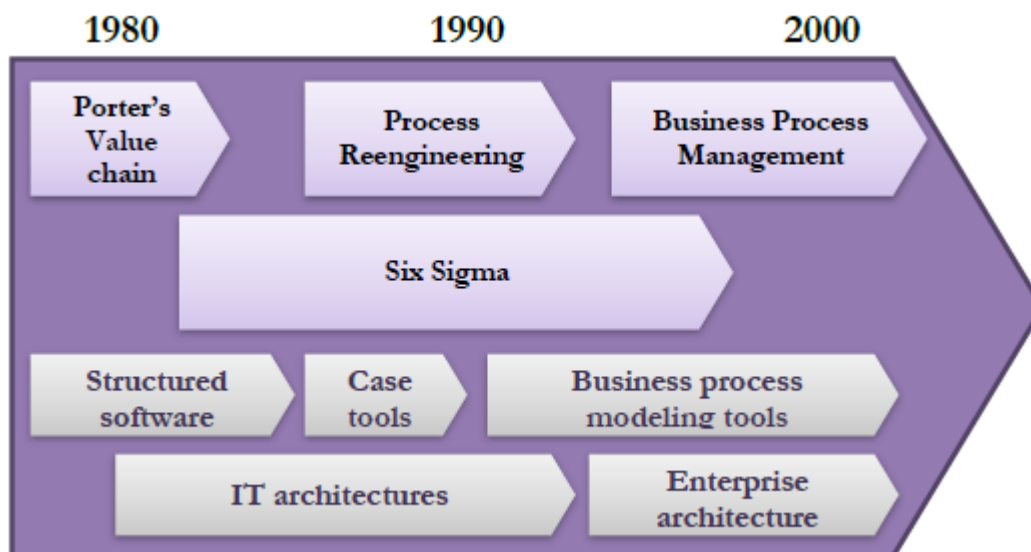 1980 1990 2000
Porter's
Value
chain
Process
Reengineering
Business Process
Management
Six Sigma
Structured
software
Case
tools
Business process
modeling tools
IT architectures
Enterprise
architecture